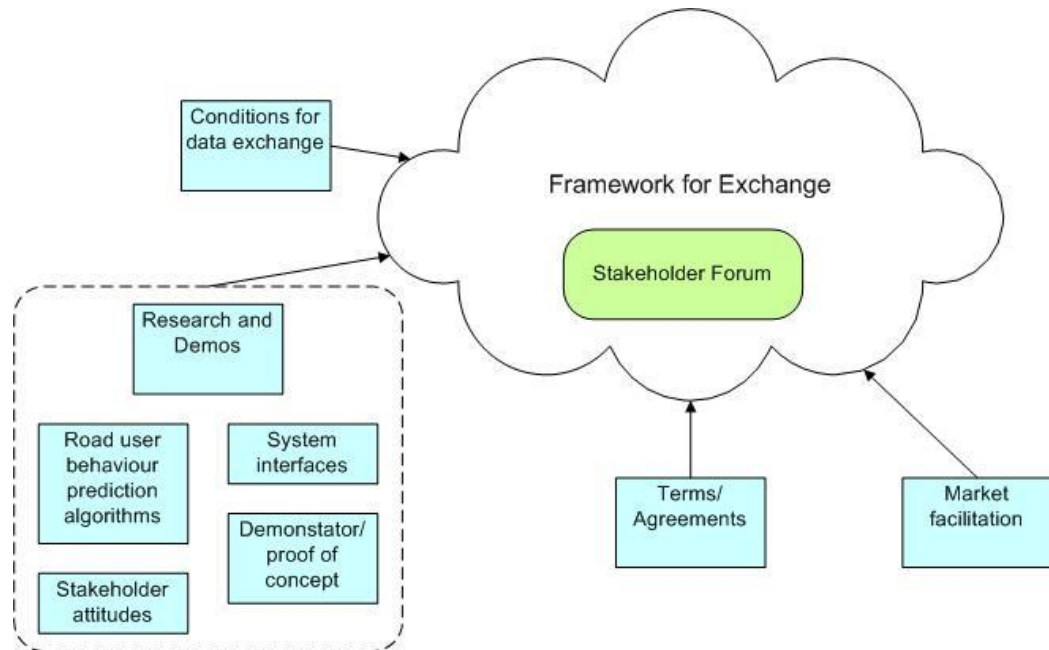 Conditions for
data exchange
Framework for Exchange
Stakeholder Forum
Research and
Demos
Road user
behaviour
prediction
algorithms
System
interfaces
Demonstator/
proof of
concept
Stakeholder
attitudes
Terms/
Agreements
Market
facilitation